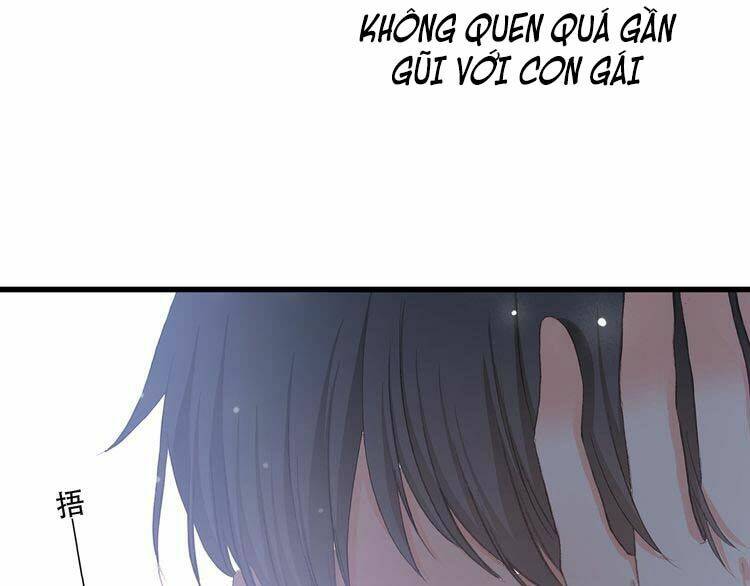 KHÔNG QUEN QUÁ GẦN
GŨI VỚI CON GÁI
捂